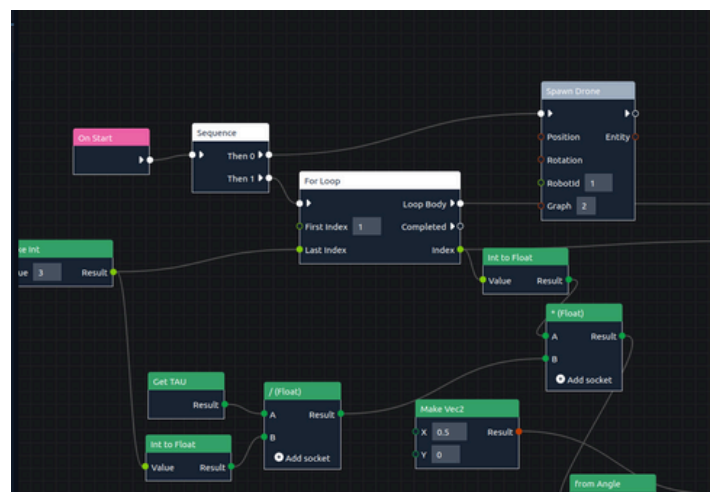 Spawn Drone
Position Entity
Rotation
RobotId 1
Graph 2
On Start
Sequence
Then 0
Then 1
For Loop
Loop Body
First Index 1 Completed
Last Index Index
Int to Float
Value Result
3 Result
* (Float)
A Result
B
Add socket
Get TAU
Result
/ (Float)
A Result
B
Add socket
Int to Float
Value Result
Make Vec2
X 0.5 Result
Y 0
from Angle